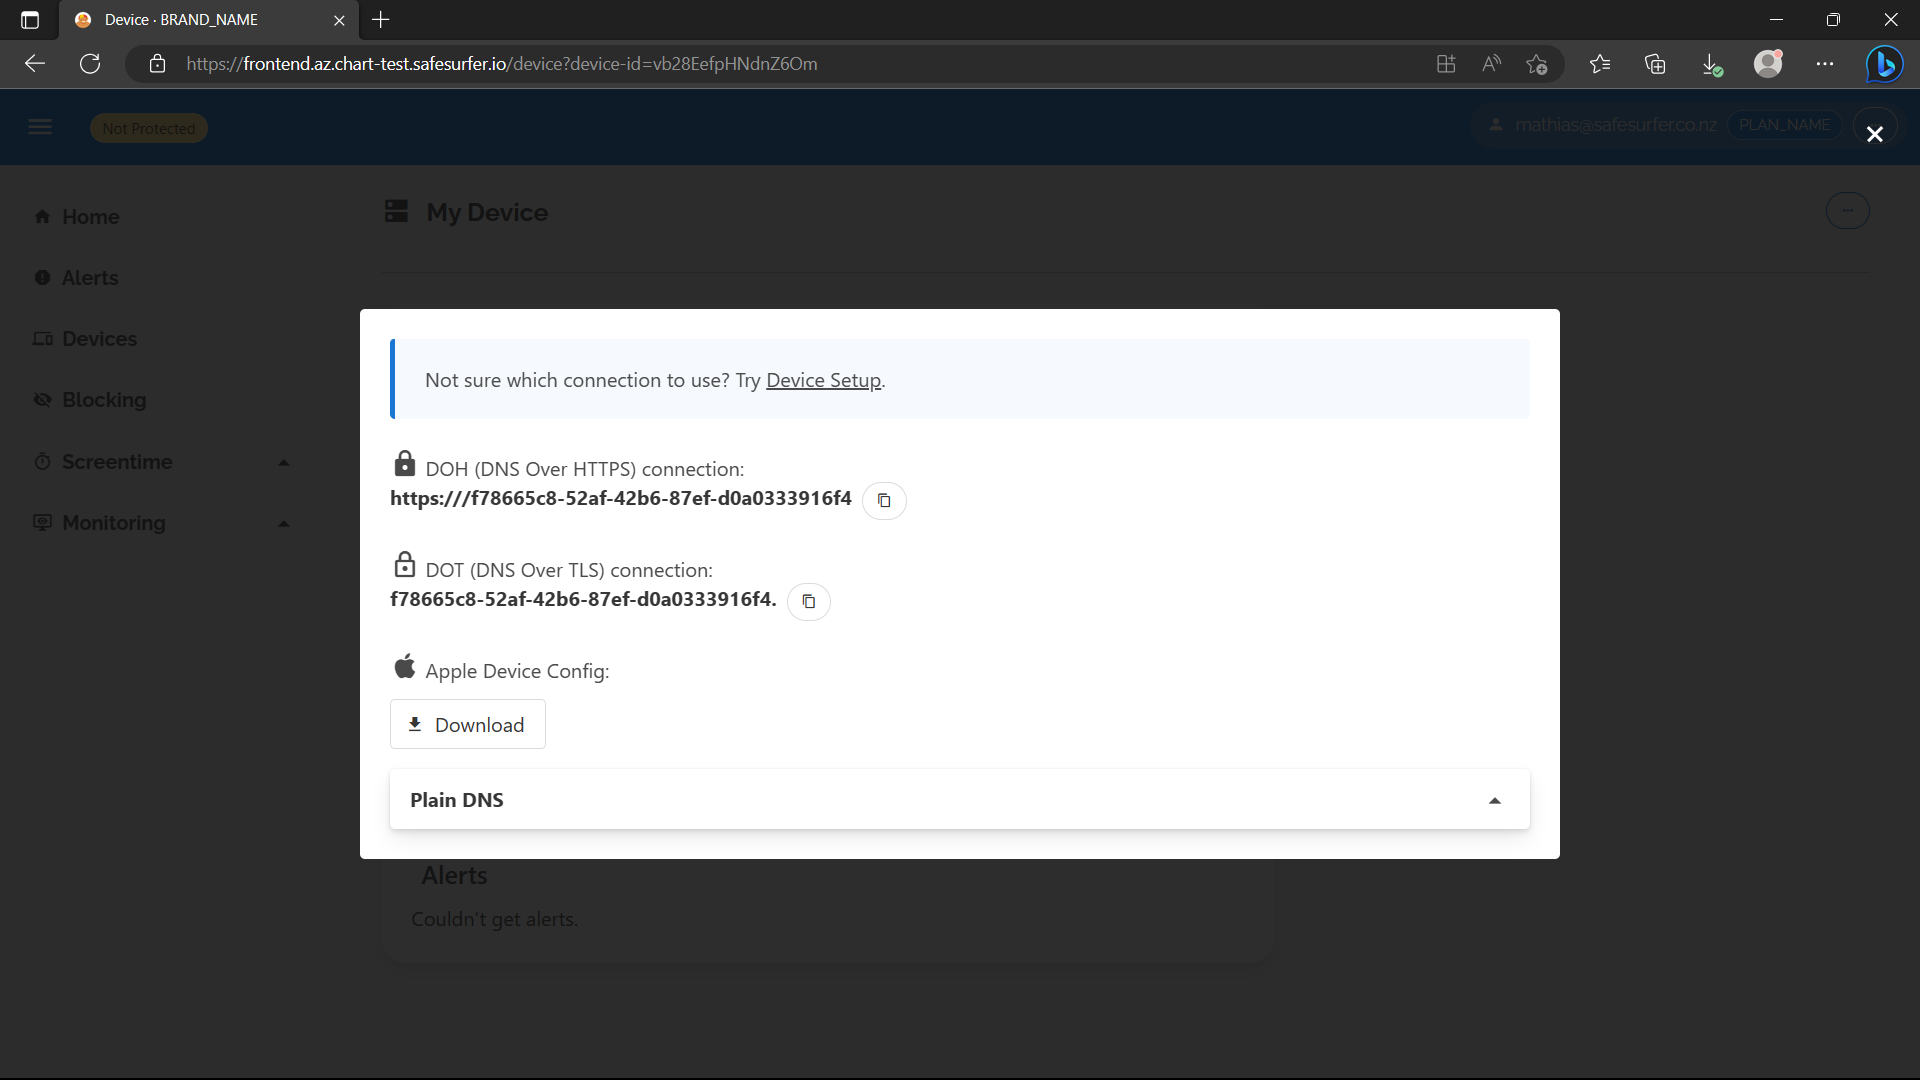 Device · BRAND_NAME
https://frontend.az.chart-test.safesurfer.io/device?device-id=vb28EefpHNdnZ6Om
Not Protected
mathias@safesurfer.co.nz
PLAN_NAME
Home
Alerts
Devices
Blocking
Screentime
Monitoring
My Device
Not sure which connection to use? Try Device Setup.
DOH (DNS Over HTTPS) connection:
https:///f78665c8-52af-42b6-87ef-d0a0333916f4
DOT (DNS Over TLS) connection:
f78665c8-52af-42b6-87ef-d0a0333916f4.
Apple Device Config:
Download
Plain DNS
Alerts
Couldn't get alerts.